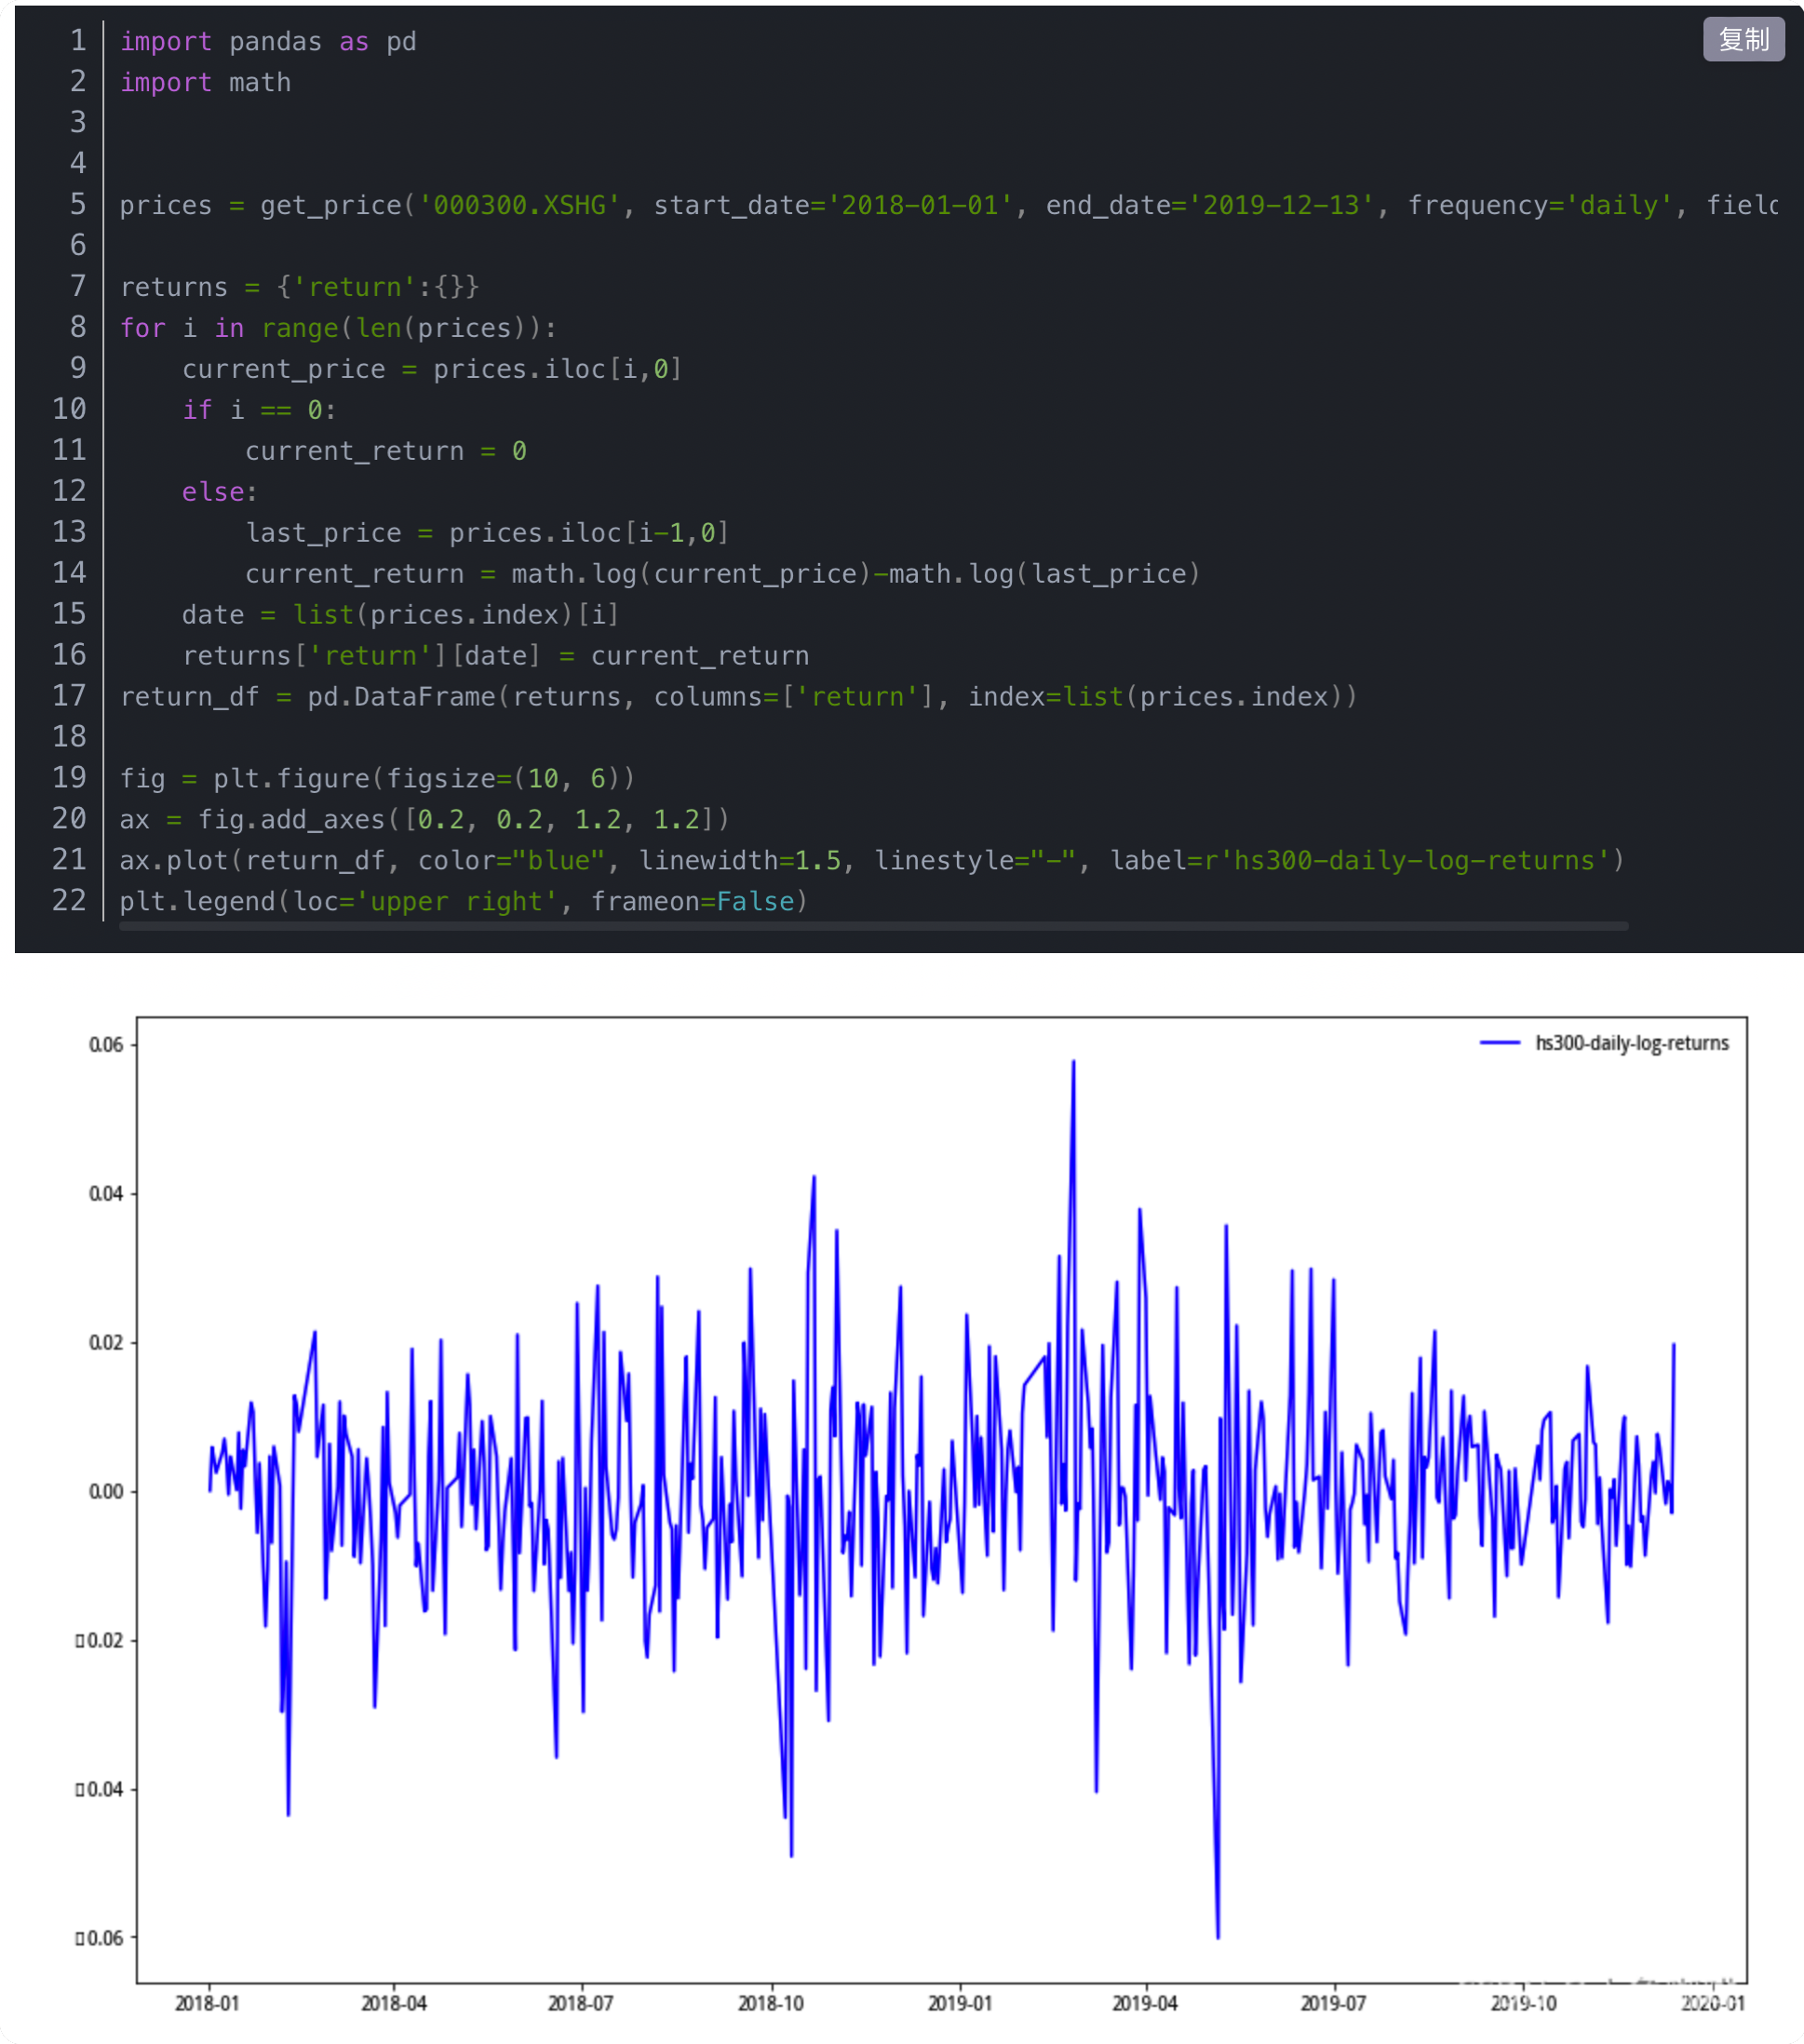 复制
1 import pandas as pd
2 import math
3
4
5 prices = get_price('000300.XSHG', start_date='2018-01-01', end_date='2019-12-13', frequency='daily', field
6
7 returns = {'return':{}}
8 for i in range(len(prices)):
9     current_price = prices.iloc[i,0]
10     if i == 0:
11         current_return = 0
12     else:
13         last_price = prices.iloc[i-1,0]
14         current_return = math.log(current_price)-math.log(last_price)
15     date = list(prices.index)[i]
16     returns['return'][date] = current_return
17 return_df = pd.DataFrame(returns, columns=['return'], index=list(prices.index))
18
19 fig = plt.figure(figsize=(10, 6))
20 ax = fig.add_axes([0.2, 0.2, 1.2, 1.2])
21 ax.plot(return_df, color="blue", linewidth=1.5, linestyle="-", label=r'hs300-daily-log-returns')
22 plt.legend(loc='upper right', frameon=False)
hs300-daily-log-returns
0.06
0.04
0.02
0.00
▯0.02
▯0.04
▯0.06
2018-01 2018-04 2018-07 2018-10 2019-01 2019-04 2019-07 2019-10 2020-01